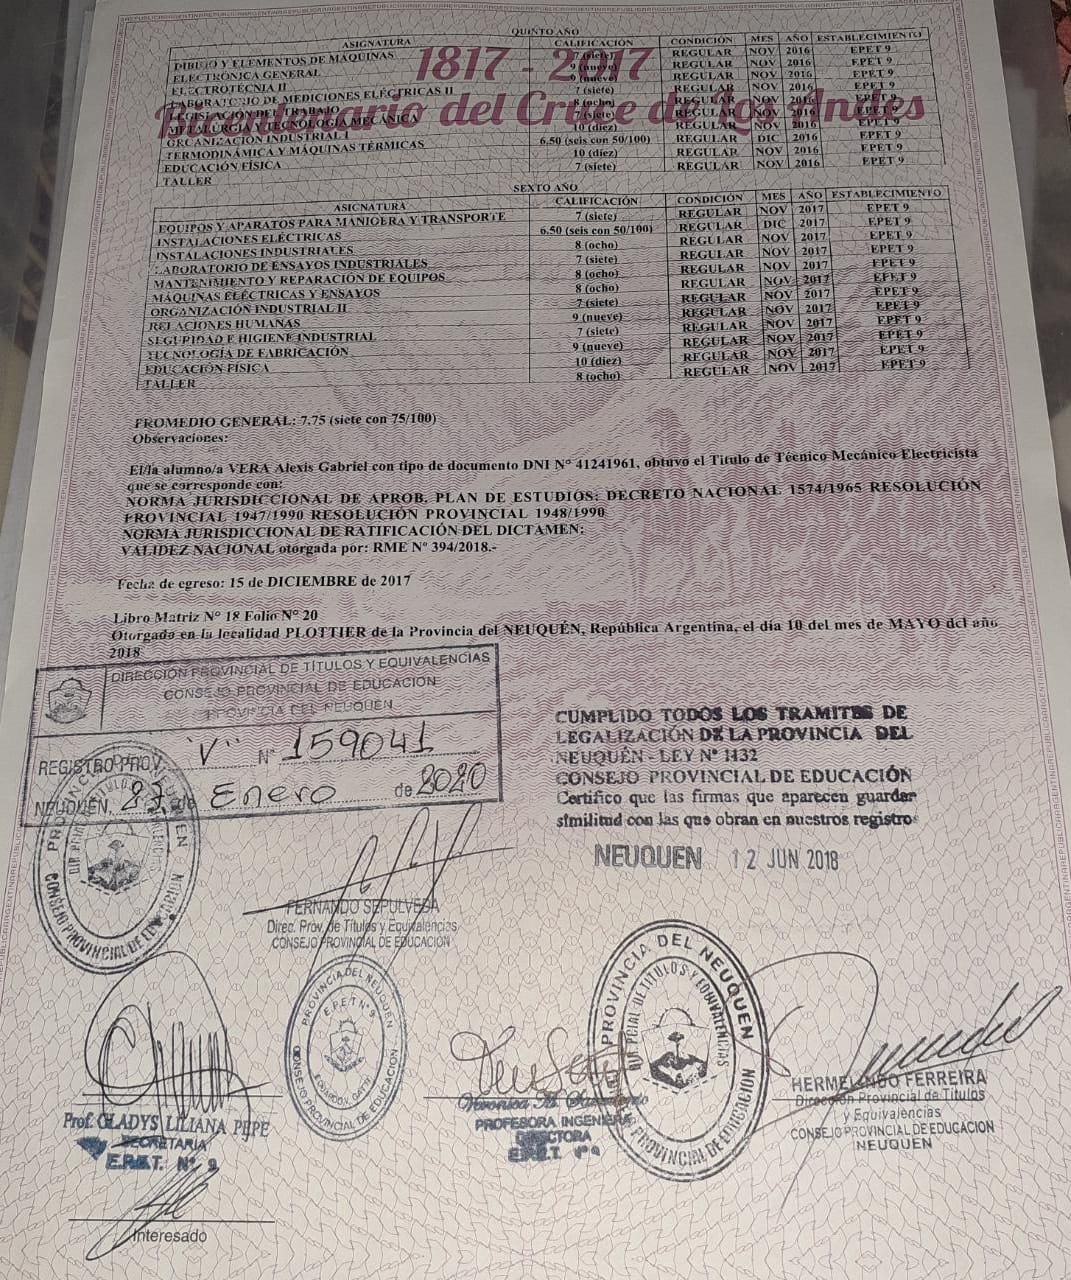 QUINTO AÑO
ASIGNATURA CALIFICACIÓN CONDICIÓN MES AÑO ESTABLECIMIENTO
DIBUJO Y ELEMENTOS DE MÁQUINAS 7 (siete) REGULAR NOV 2016 EPET 9
ELECTRÓNICA GENERAL 9 (nueve) REGULAR NOV 2016 EPET 9
ELECTROTECNIA II 9 (nueve) REGULAR NOV 2016 EPET 9
LABORATORIO DE MEDICIONES ELÉCTRICAS II 7 (siete) REGULAR NOV 2016 EPET 9
LEGISLACIÓN DEL TRABAJO 8 (ocho) REGULAR NOV 2016 EPET 9
METALURGIA Y TECNOLOGÍA MECÁNICA 7 (siete) REGULAR NOV 2016 EPET 9
ORGANIZACIÓN INDUSTRIAL I 10 (diez) REGULAR NOV 2016 EPET 9
TERMODINÁMICA Y MÁQUINAS TÉRMICAS 6.50 (seis con 50/100) REGULAR DIC 2016 EPET 9
EDUCACIÓN FÍSICA 10 (diez) REGULAR NOV 2016 EPET 9
TALLER 7 (siete) REGULAR NOV 2016 EPET 9
1817 - 2017
Bicentenario del Cruce de Los Andes
SEXTO AÑO
ASIGNATURA CALIFICACIÓN CONDICIÓN MES AÑO ESTABLECIMIENTO
EQUIPOS Y APARATOS PARA MANIOBRA Y TRANSPORTE 7 (siete) REGULAR NOV 2017 EPET 9
INSTALACIONES ELÉCTRICAS 6.50 (seis con 50/100) REGULAR DIC 2017 EPET 9
INSTALACIONES INDUSTRIALES 8 (ocho) REGULAR NOV 2017 EPET 9
LABORATORIO DE ENSAYOS INDUSTRIALES 7 (siete) REGULAR NOV 2017 EPET 9
MANTENIMIENTO Y REPARACIÓN DE EQUIPOS 8 (ocho) REGULAR NOV 2017 EPET 9
MÁQUINAS ELÉCTRICAS Y ENSAYOS 8 (ocho) REGULAR NOV 2017 EPET 9
ORGANIZACIÓN INDUSTRIAL II 7 (siete) REGULAR NOV 2017 EPET 9
RELACIONES HUMANAS 9 (nueve) REGULAR NOV 2017 EPET 9
SEGURIDAD E HIGIENE INDUSTRIAL 7 (siete) REGULAR NOV 2017 EPET 9
TECNOLOGÍA DE FABRICACIÓN 9 (nueve) REGULAR NOV 2017 EPET 9
EDUCACIÓN FÍSICA 10 (diez) REGULAR NOV 2017 EPET 9
TALLER 8 (ocho) REGULAR NOV 2017 EPET 9
PROMEDIO GENERAL: 7.75 (siete con 75/100)
Observaciones:
El/la alumno/a VERA Alexis Gabriel con tipo de documento DNI N° 41241961, obtuvo el Titulo de Técnico Mecánico Electricista
que se corresponde con:
NORMA JURISDICCIONAL DE APROB. PLAN DE ESTUDIOS: DECRETO NACIONAL 1574/1965 RESOLUCIÓN
PROVINCIAL 1947/1990 RESOLUCIÓN PROVINCIAL 1948/1990
NORMA JURISDICCIONAL DE RATIFICACIÓN DEL DICTAMEN:
VALIDEZ NACIONAL otorgada por: RME N° 394/2018.-
Fecha de egreso: 15 de DICIEMBRE de 2017
Libro Matriz N° 18 Folio N° 20
Otorgado en la localidad PLOTTIER de la Provincia del NEUQUÉN, República Argentina, el día 10 del mes de MAYO del año
2018
DIRECCIÓN PROVINCIAL DE TÍTULOS Y EQUIVALENCIAS
CONSEJO PROVINCIAL DE EDUCACIÓN
PROVINCIA DEL NEUQUÉN
REGISTRO PROV. "V" N° 159041
NEUQUÉN, 27 de Enero de 2020
CUMPLIDO TODOS LOS TRAMITES DE
LEGALIZACIÓN DE LA PROVINCIA DEL
NEUQUÉN - LEY N° 1132
CONSEJO PROVINCIAL DE EDUCACIÓN
Certifico que las firmas que aparecen guardar
similitud con las que obran en nuestros registro
NEUQUEN 12 JUN 2018
PROVINCIA DEL NEUQUEN
DIR. PCIAL DE TITULOS Y EQUIVALENCIAS
CONSEJO PROVINCIAL DE EDUCACION
FERNANDO SEPULVEDA
Direc. Prov. de Títulos y Equivalencias
CONSEJO PROVINCIAL DE EDUCACIÓN
PROVINCIA DEL NEUQUEN
E.P.E.T N° 9
CONSEJO PROVINCIAL DE EDUCACIÓN
PROVINCIA DEL NEUQUEN
DIR. PCIAL DE TITULOS Y EQUIVALENCIAS
CONSEJO PROVINCIAL DE EDUCACION
Prof. GLADYS LILIANA PEPE
SECRETARIA
E.P.E.T. N° 9
PROFESORA INGENIERA
DIRECTORA
E.P.E.T. N° 9
HERMELINDO FERREIRA
Dirección Provincial de Títulos
y Equivalencias
CONSEJO PROVINCIAL DE EDUCACION
NEUQUEN
Interesado